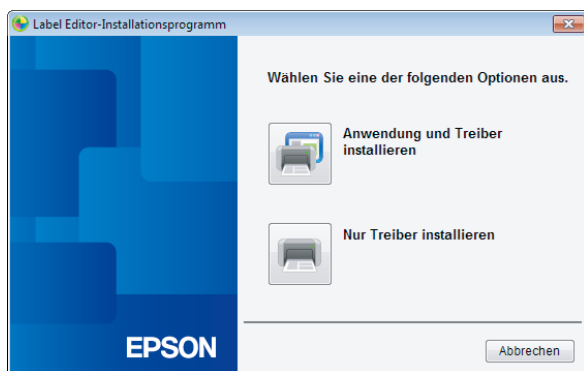 Label Editor-Installationsprogramm
Wählen Sie eine der folgenden Optionen aus.
Anwendung und Treiber
installieren
Nur Treiber installieren
EPSON
Abbrechen